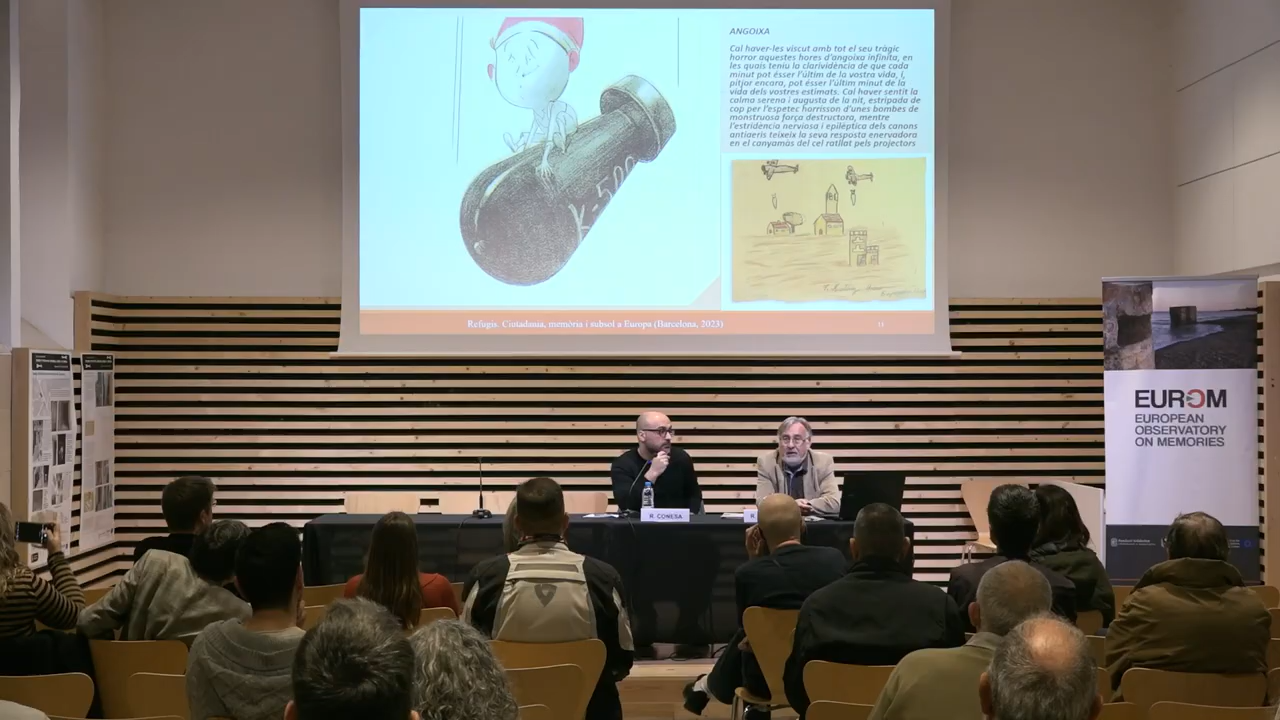 ANGOIXA
Cal haver-les viscut amb tot el seu tràgic
horror aquestes hores d'angoixa infinita, en
les quais teniu la clarividència de que cada
minut pot ésser l'últim de la vostra vida, i,
pitjor encara, pot ésser l'últim minut de la
vida dels vostres estimats. Cal haver sentit la
calma serena i augusta de la nit, estripada de
cop per l'espetec horrisson d'unes bombes de
monstruosa força destructora, mentre
l'estridència nerviosa i epilèptica dels canons
antiaeris teixeix la seva resposta enervadora
en el canyamàs del cel ratllat pels projectors
K-500
Refugis. Ciutadania, memòria i subsol a Europa (Barcelona, 2023)
11
EUROM
EUROPEAN
OBSERVATORY
ON MEMORIES
R. CONESA